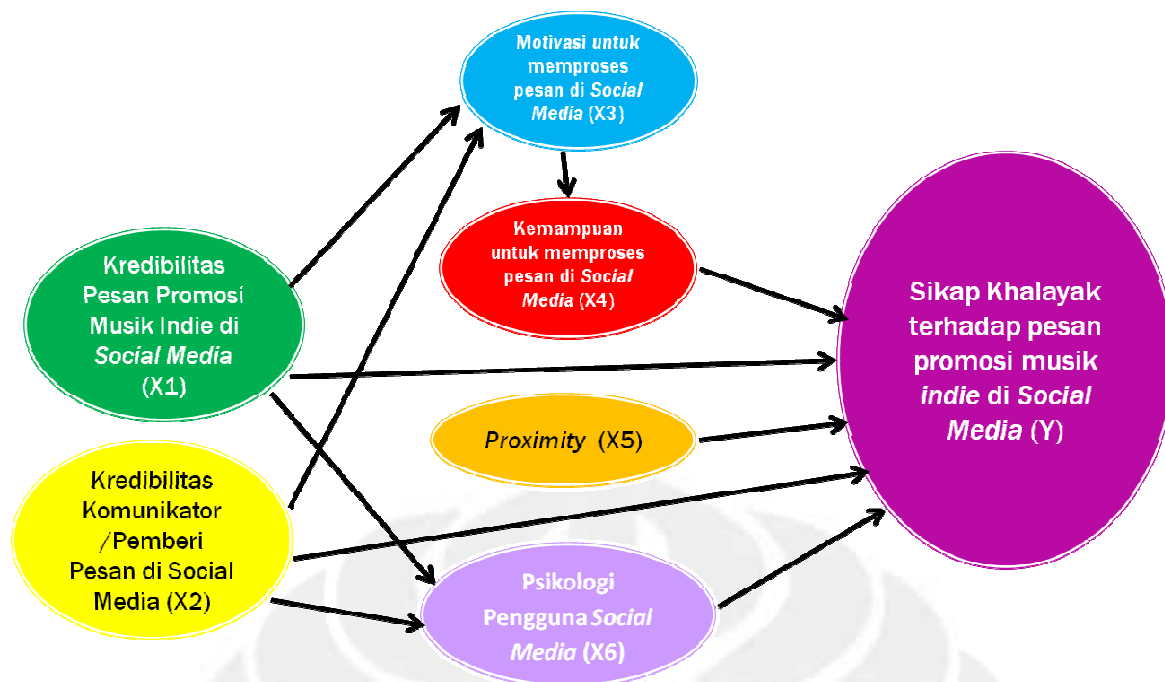 Motivasi untuk
memproses
pesan di Social
Media (X3)
Kemampuan
untuk memproses
pesan di Social
Media (X4)
Kredibilitas
Pesan Promosi
Musik Indie di
Social Media
(X1)
Sikap Khalayak
terhadap pesan
promosi musik
indie di Social
Media (Y)
Proximity (X5)
Kredibilitas
Komunikator
/Pemberi
Pesan di Social
Media (X2)
Psikologi
Pengguna Social
Media (X6)